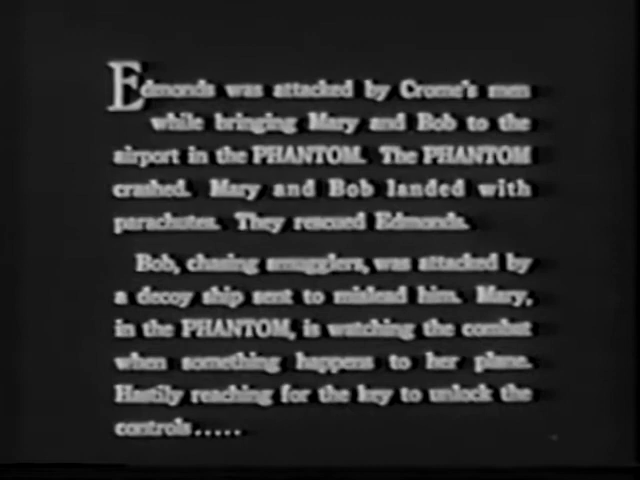 Edmonds was attacked by Crome's men
while bringing Mary and Bob to the
airport in the PHANTOM. The PHANTOM
crashed. Mary and Bob landed with
parachutes. They rescued Edmonds.
Bob, chasing smugglers, was attacked by
a decoy ship sent to mislead him. Mary,
in the PHANTOM, is watching the combat
when something happens to her plane.
Hastily reaching for the key to unlock the
controls.....